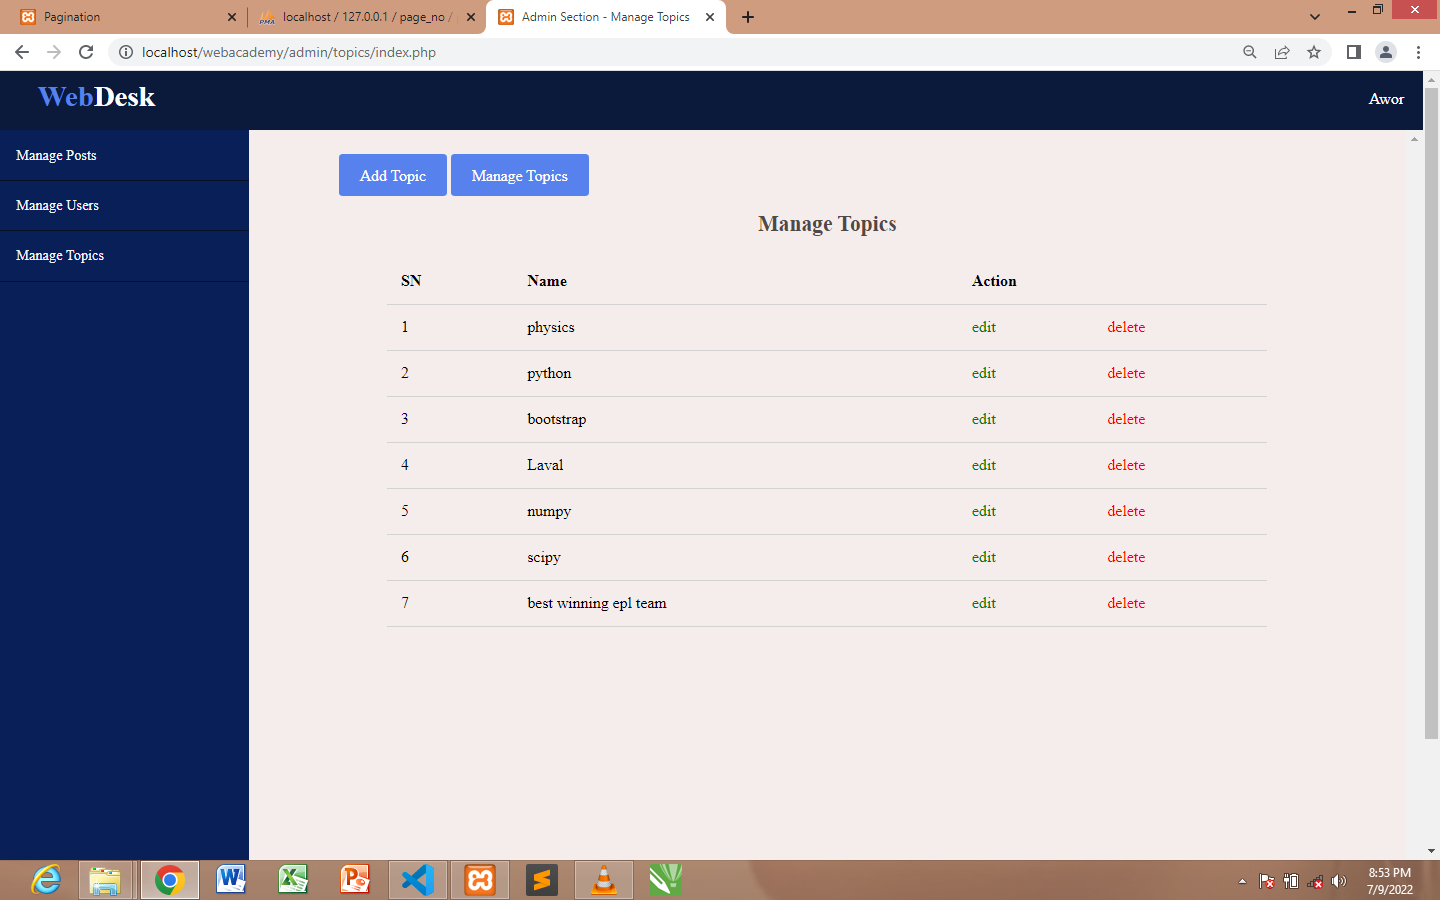 Pagination
localhost / 127.0.0.1 / page_no /
Admin Section - Manage Topics
localhost/webacademy/admin/topics/index.php
WebDesk
Awor
Manage Posts
Manage Users
Manage Topics
Add Topic
Manage Topics
Manage Topics
SN Name Action
1 physics edit delete
2 python edit delete
3 bootstrap edit delete
4 Laval edit delete
5 numpy edit delete
6 scipy edit delete
7 best winning epl team edit delete
8:53 PM
7/9/2022